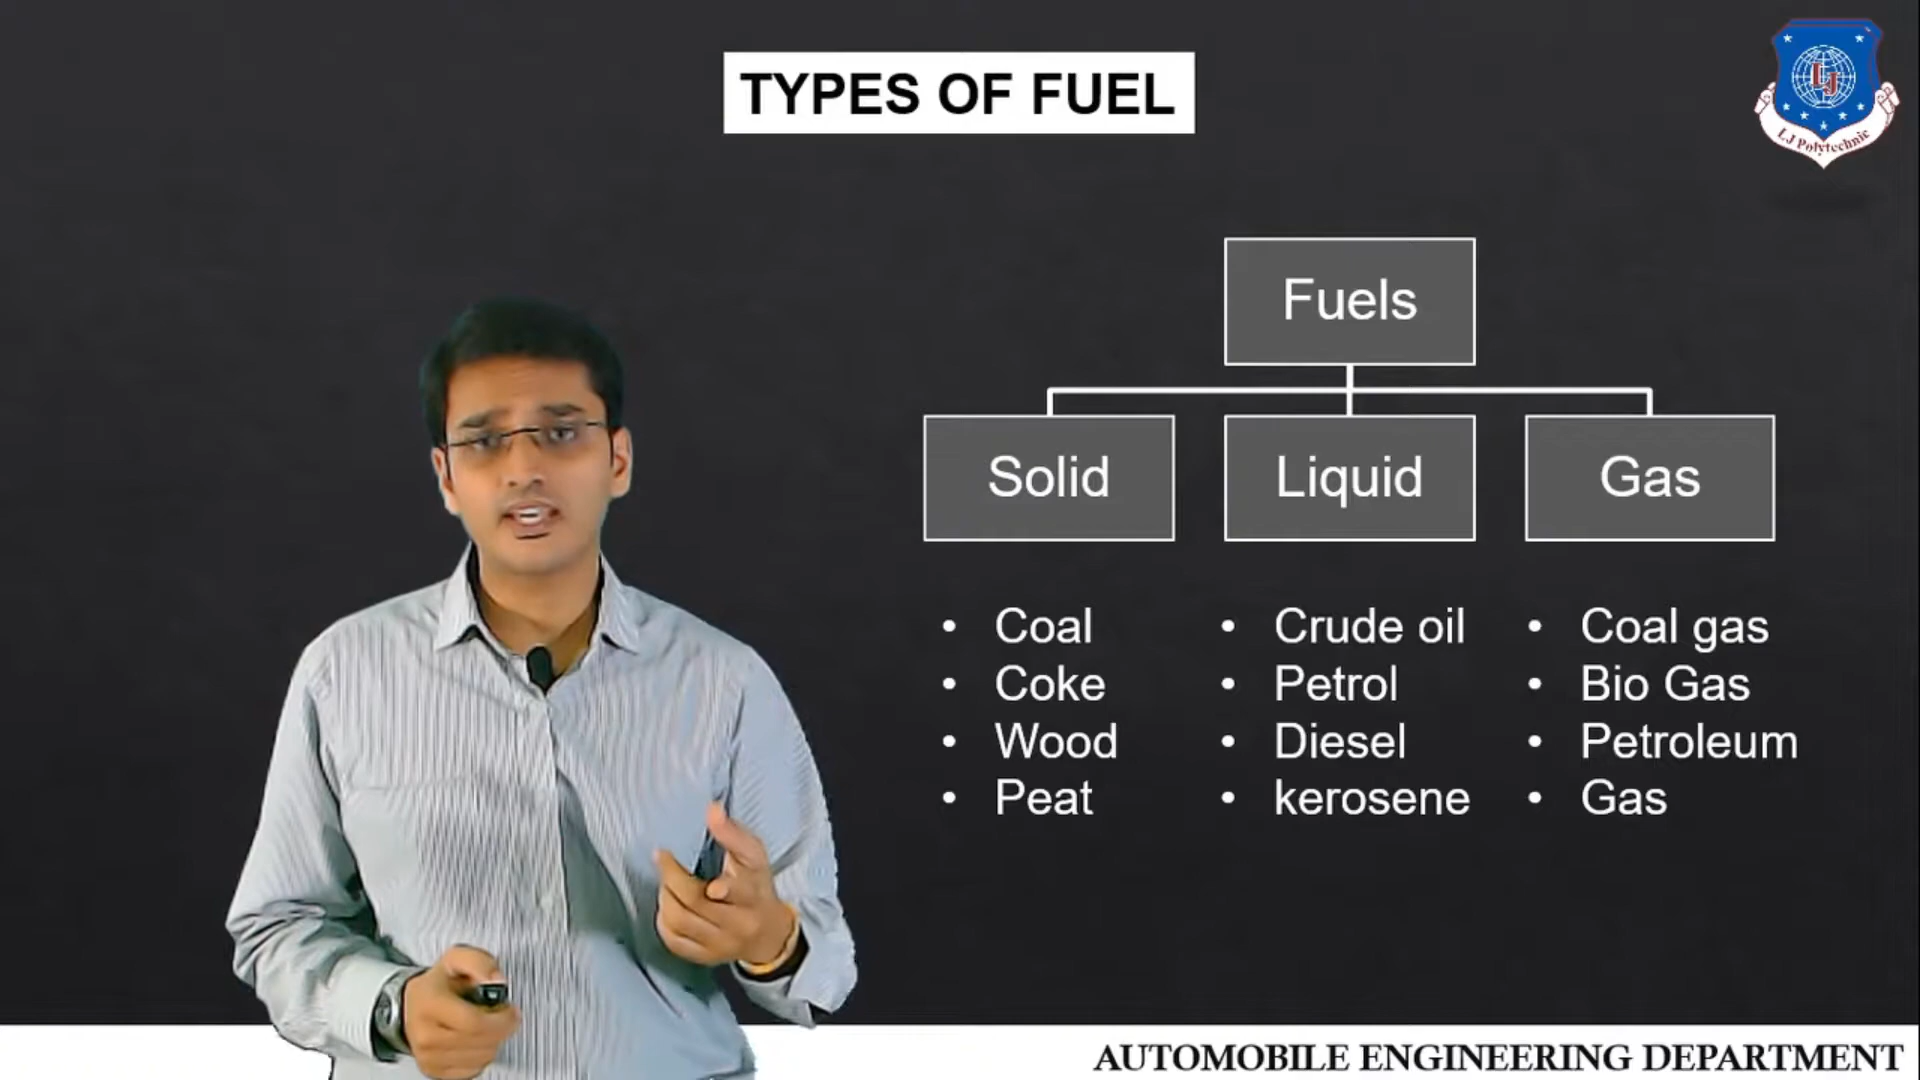 TYPES OF FUEL
LJ
LJ Polytechnic
Fuels
Solid
Liquid
Gas
• Coal
• Coke
• Wood
• Peat
• Crude oil
• Petrol
• Diesel
• kerosene
• Coal gas
• Bio Gas
• Petroleum
• Gas
AUTOMOBILE ENGINEERING DEPARTMENT